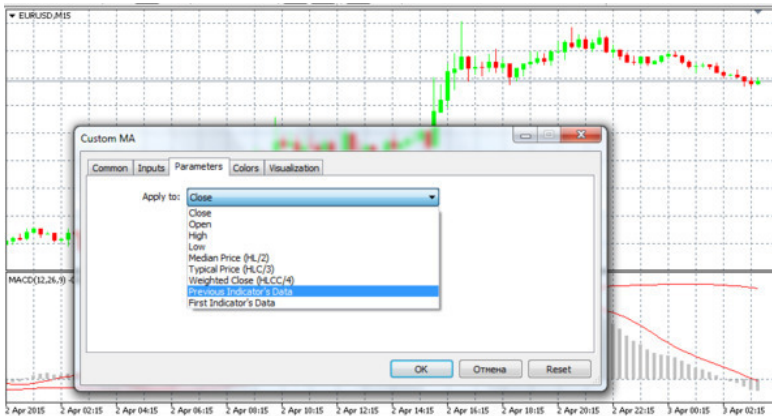 EURUSD,M15
Custom MA
Common Inputs Parameters Colors Visualization
Apply to: Close
Close
Open
High
Low
Median Price (HL/2)
Typical Price (HLC/3)
Weighted Close (HLCC/4)
Previous Indicator's Data
First Indicator's Data
MACD(12,26,9)
OK Отмена Reset
2 Apr 2015 2 Apr 02:15 2 Apr 04:15 2 Apr 06:15 2 Apr 08:15 2 Apr 10:15 2 Apr 12:15 2 Apr 14:15 2 Apr 16:15 2 Apr 18:15 2 Apr 20:15 2 Apr 22:15 3 Apr 00:15 3 Apr 02:15